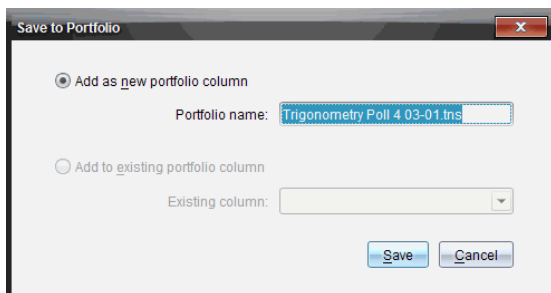 Save to Portfolio
Add as new portfolio column
Portfolio name: Trigonometry Poll 4 03-01.tns
Add to existing portfolio column
Existing column:
Save Cancel